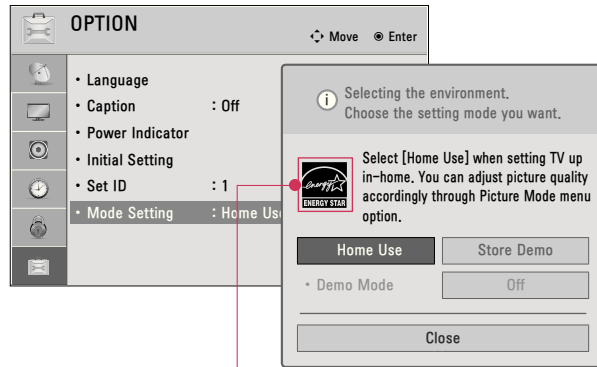 OPTION
Move
Enter
• Language
• Caption : Off
• Power Indicator
• Initial Setting
• Set ID : 1
• Mode Setting : Home Use
i
Selecting the environment.
Choose the setting mode you want.
energy
ENERGY STAR
Select [Home Use] when setting TV up
in-home. You can adjust picture quality
accordingly through Picture Mode menu
option.
Home Use
Store Demo
• Demo Mode
Off
Close